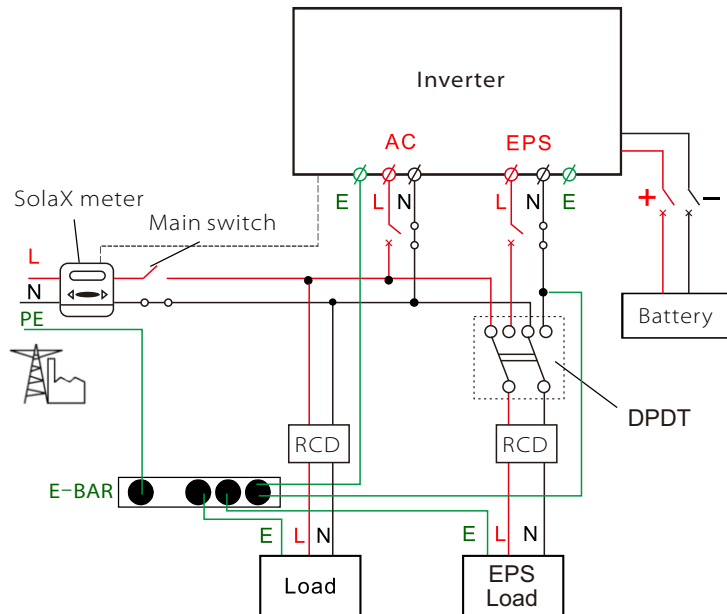 Inverter
AC
EPS
E
L
N
L
N
E
SolaX meter
Main switch
+
–
L
N
PE
Battery
DPDT
RCD
RCD
E-BAR
E
L
N
E
L
N
Load
EPS
Load